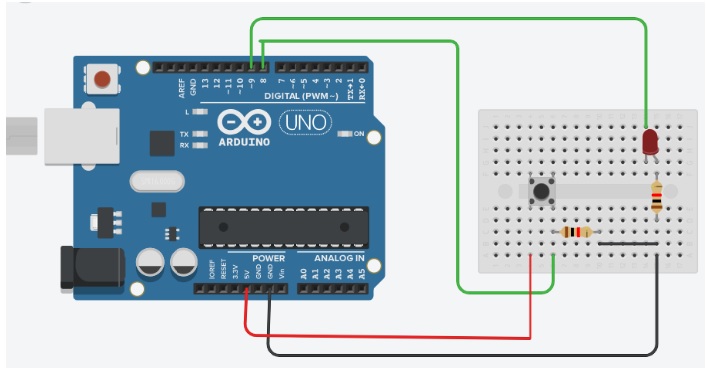 AREF
GND
13
12
~11
~10
~9
8
7
~6
~5
4
~3
2
TX→1
RX←0
DIGITAL (PWM~)
L
TX
RX
UNO
ARDUINO
ON
POWER
ANALOG IN
IOREF
RESET
3.3V
5V
GND
GND
Vin
A0
A1
A2
A3
A4
A5